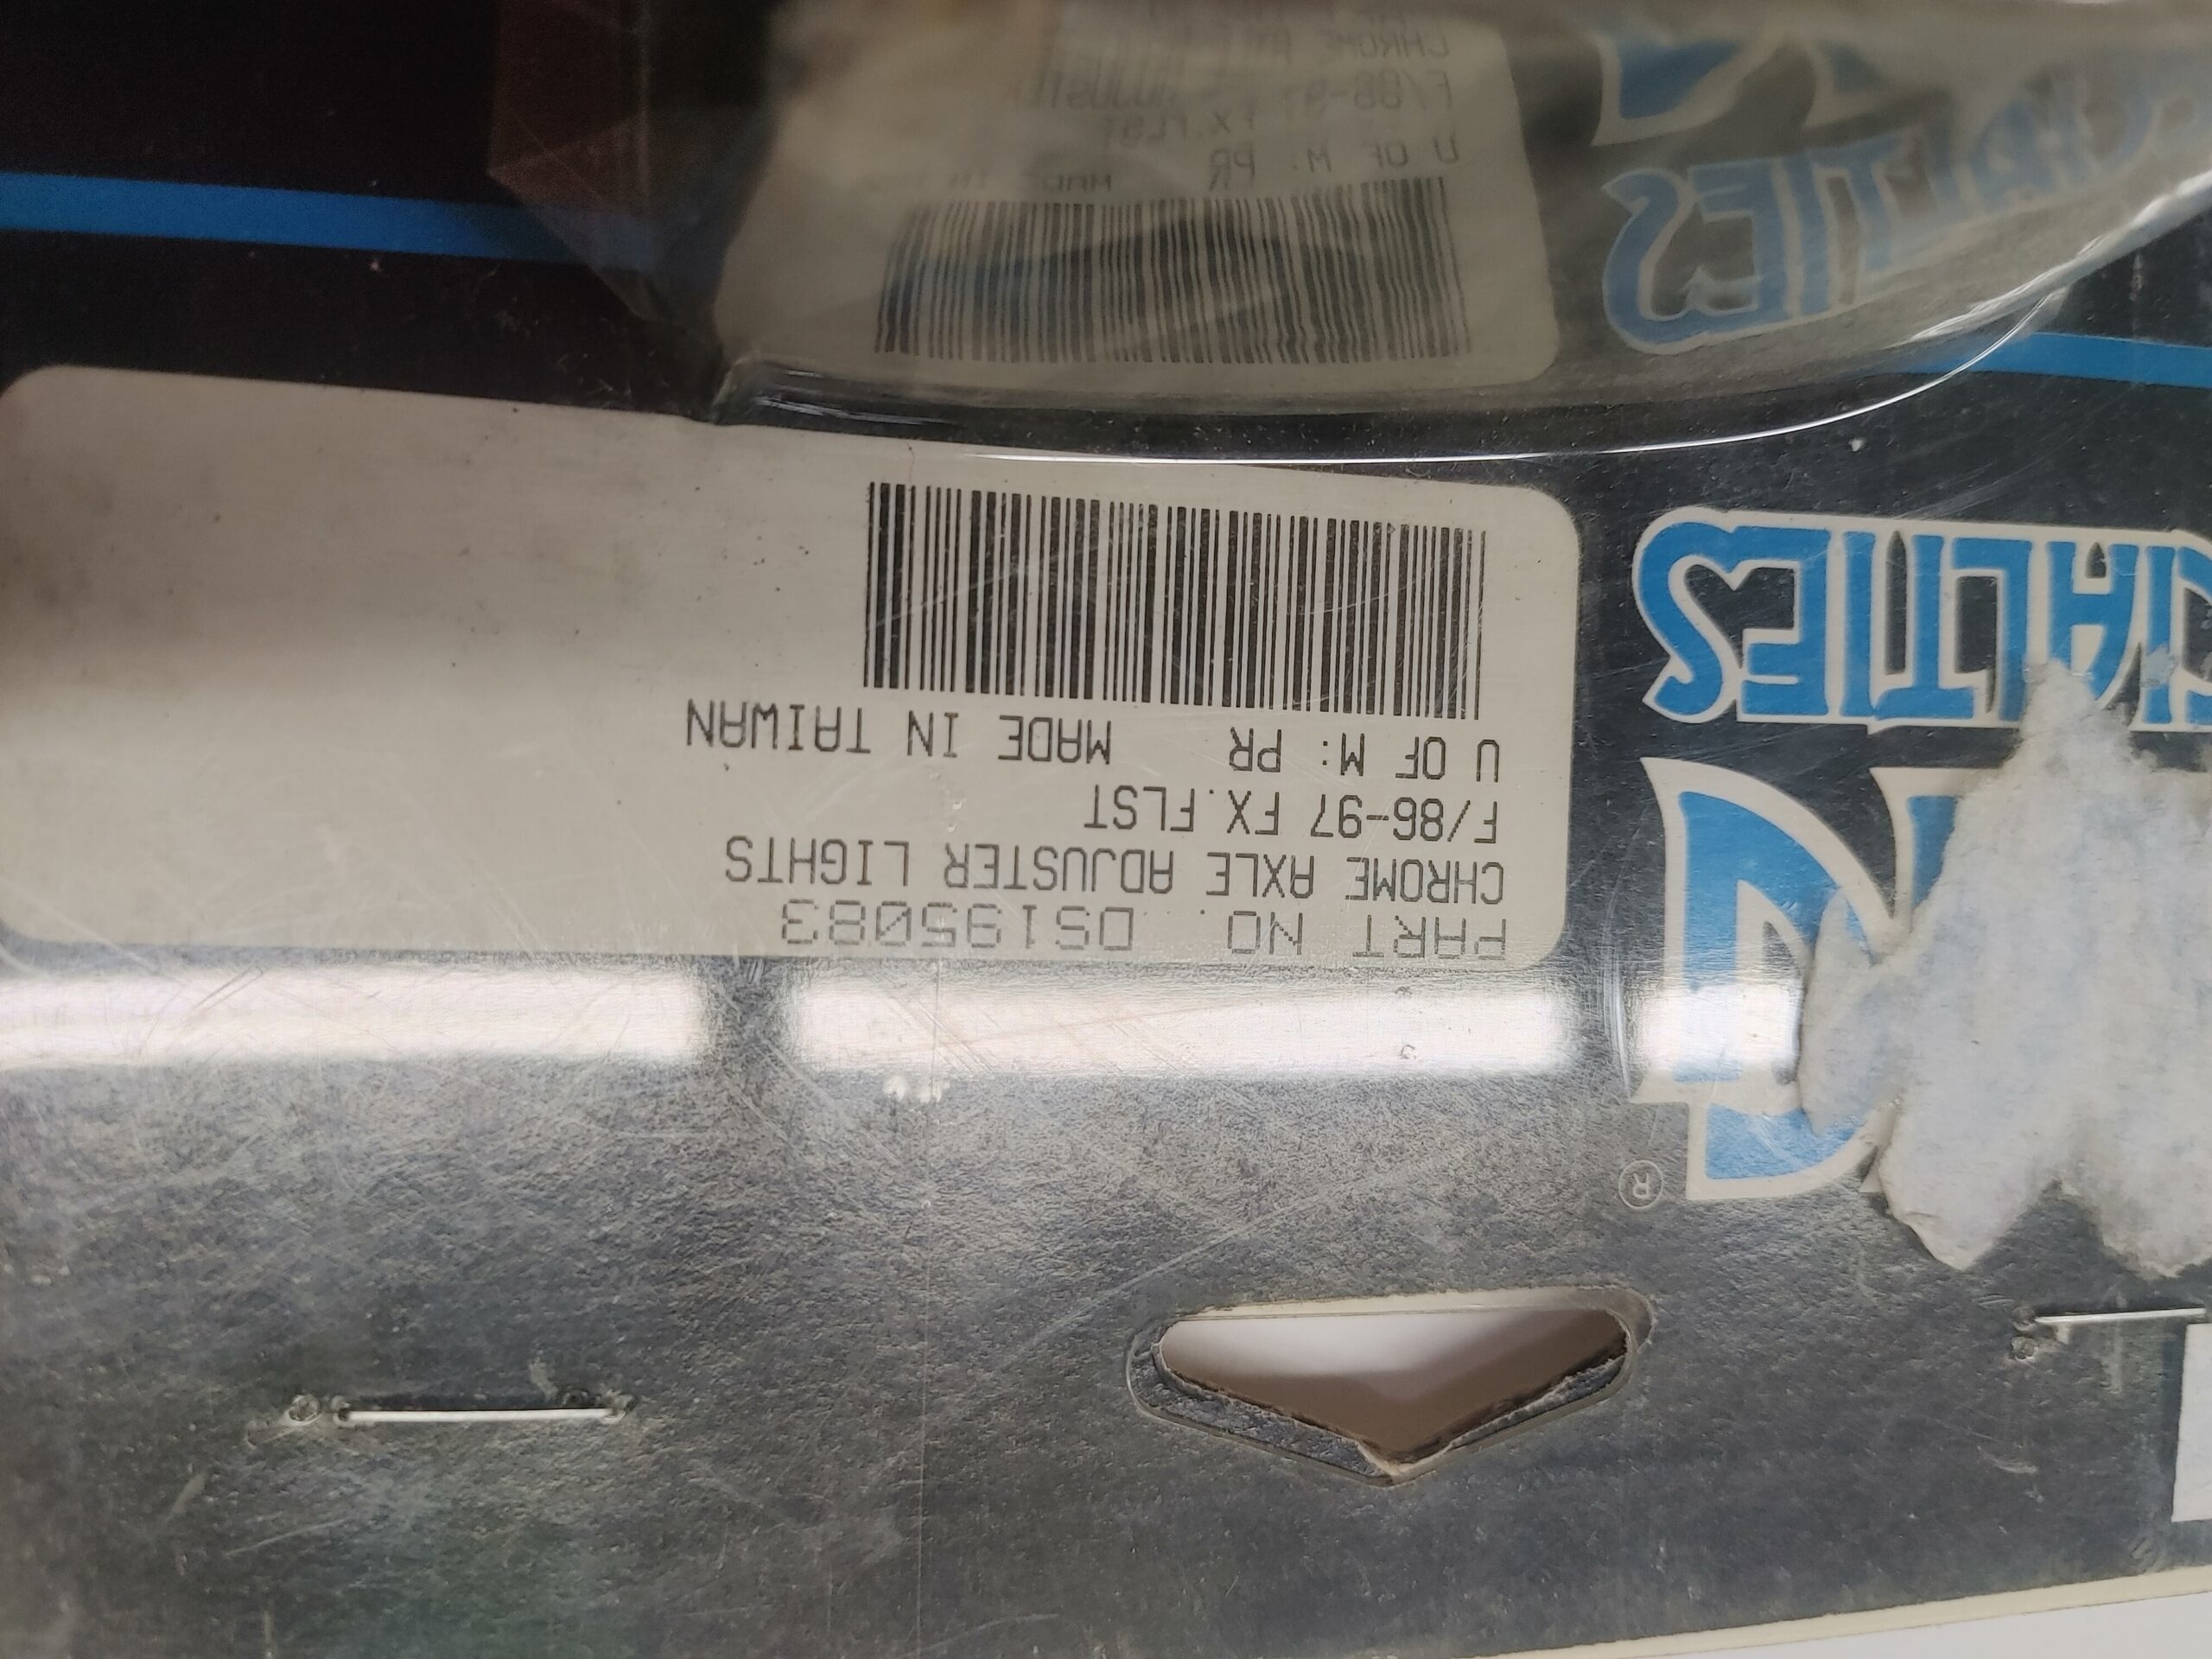 PART NO. DS195083
CHROME AXLE ADJUSTER LIGHTS
F/86-97 FX.FLST
U OF M: PR MADE IN TAIWAN
®